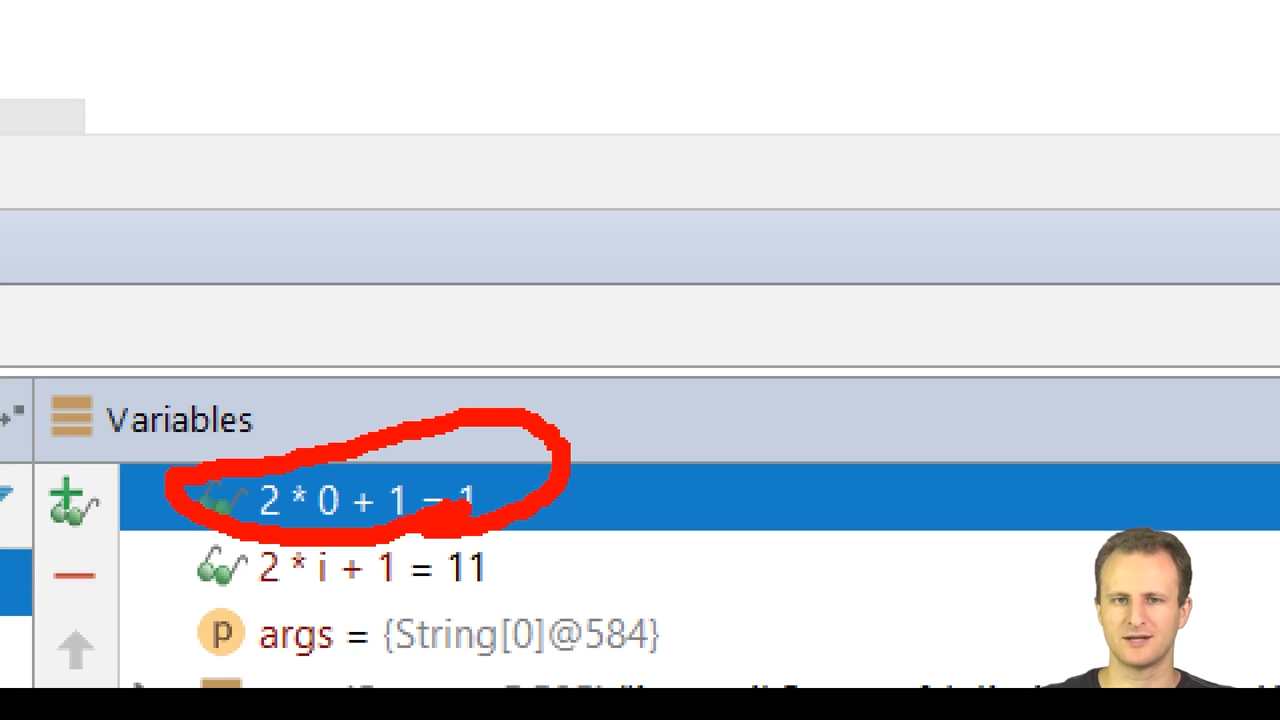 Variables
2 * 0 + 1 = 1
2 * i + 1 = 11
p args = {String[0]@584}